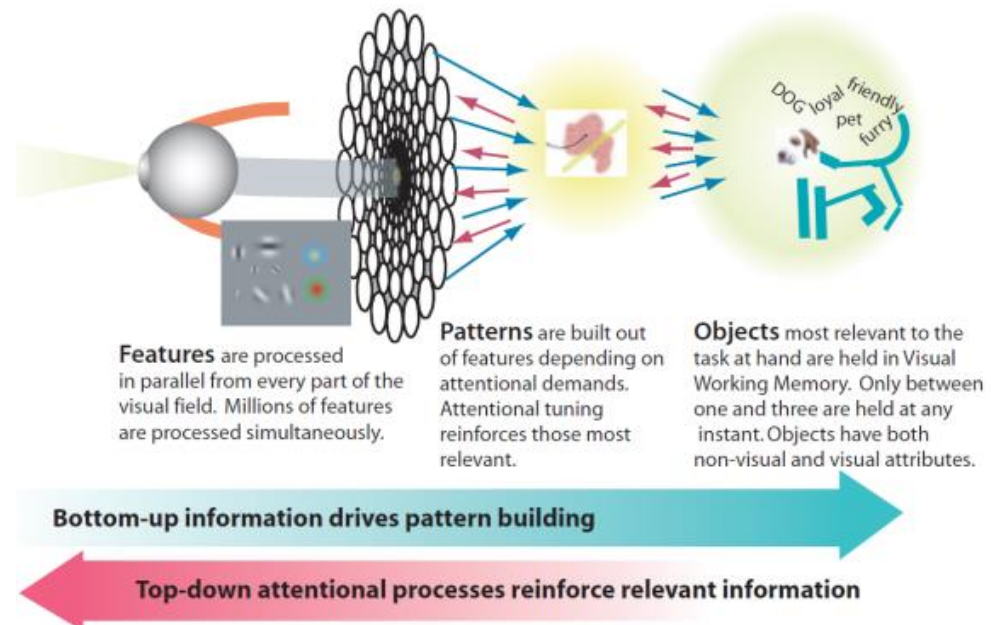 DOG loyal friendly
pet
furry
Features are processed
in parallel from every part of the
visual field. Millions of features
are processed simultaneously.
Patterns are built out
of features depending on
attentional demands.
Attentional tuning
reinforces those most
relevant.
Objects most relevant to the
task at hand are held in Visual
Working Memory. Only between
one and three are held at any
instant. Objects have both
non-visual and visual attributes.
Bottom-up information drives pattern building
Top-down attentional processes reinforce relevant information